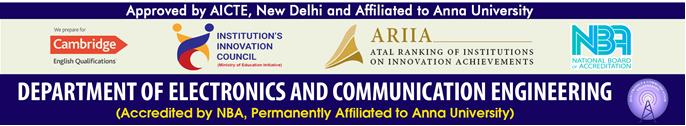 Approved by AICTE, New Delhi and Affiliated to Anna University
We prepare for
Cambridge
English Qualifications
INSTITUTION'S
INNOVATION
COUNCIL
(Ministry of Education Initiative)
ARIIA
ATAL RANKING OF INSTITUTIONS
ON INNOVATION ACHIEVEMENTS
NBA
NATIONAL BOARD
OF ACCREDITATION
DEPARTMENT OF ELECTRONICS AND COMMUNICATION ENGINEERING
(Accredited by NBA, Permanently Affiliated to Anna University)